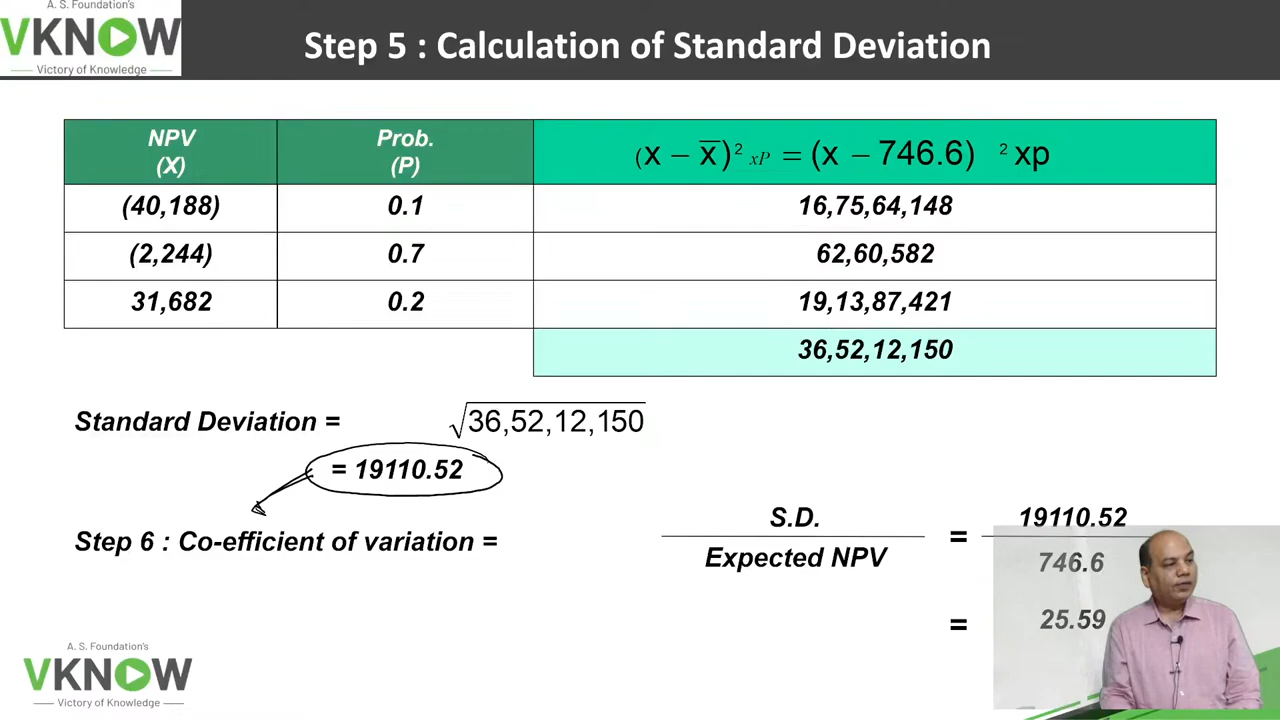 A. S. Foundation's
VKNOW
Victory of Knowledge
Step 5 : Calculation of Standard Deviation
NPV (X) Prob. (P) (x − x̅)² xP = (x − 746.6) ² xp
(40,188) 0.1 16,75,64,148
(2,244) 0.7 62,60,582
31,682 0.2 19,13,87,421
36,52,12,150
Standard Deviation = √36,52,12,150
= 19110.52
Step 6 : Co-efficient of variation = S.D. / Expected NPV = 19110.52 / 746.6
= 25.59
A. S. Foundation's
VKNOW
Victory of Knowledge